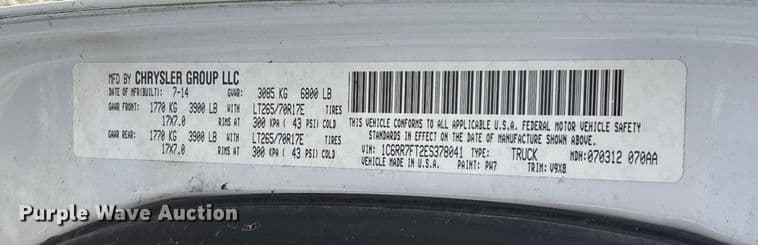 MFD BY CHRYSLER GROUP LLC
DATE OF MFR(BUILT): 7-14 GVWR: 3085 KG 6800 LB
GAWR FRONT: 1770 KG 3900 LB WITH LT265/70R17E TIRES
17X7.0 RIMS AT 300 KPA ( 43 PSI) COLD
GAWR REAR: 1770 KG 3900 LB WITH LT265/70R17E TIRES
17X7.0 RIMS AT 300 KPA ( 43 PSI) COLD
THIS VEHICLE CONFORMS TO ALL APPLICABLE U.S.A. FEDERAL MOTOR VEHICLE SAFETY
STANDARDS IN EFFECT ON THE DATE OF MANUFACTURE SHOWN ABOVE.
VIN: 1C6RR7FT2ES378041 TYPE: TRUCK MDH: 070312 070AA
VEHICLE MADE IN U.S.A. PAINT: PW7 TRIM: V9X8
Purple Wave Auction